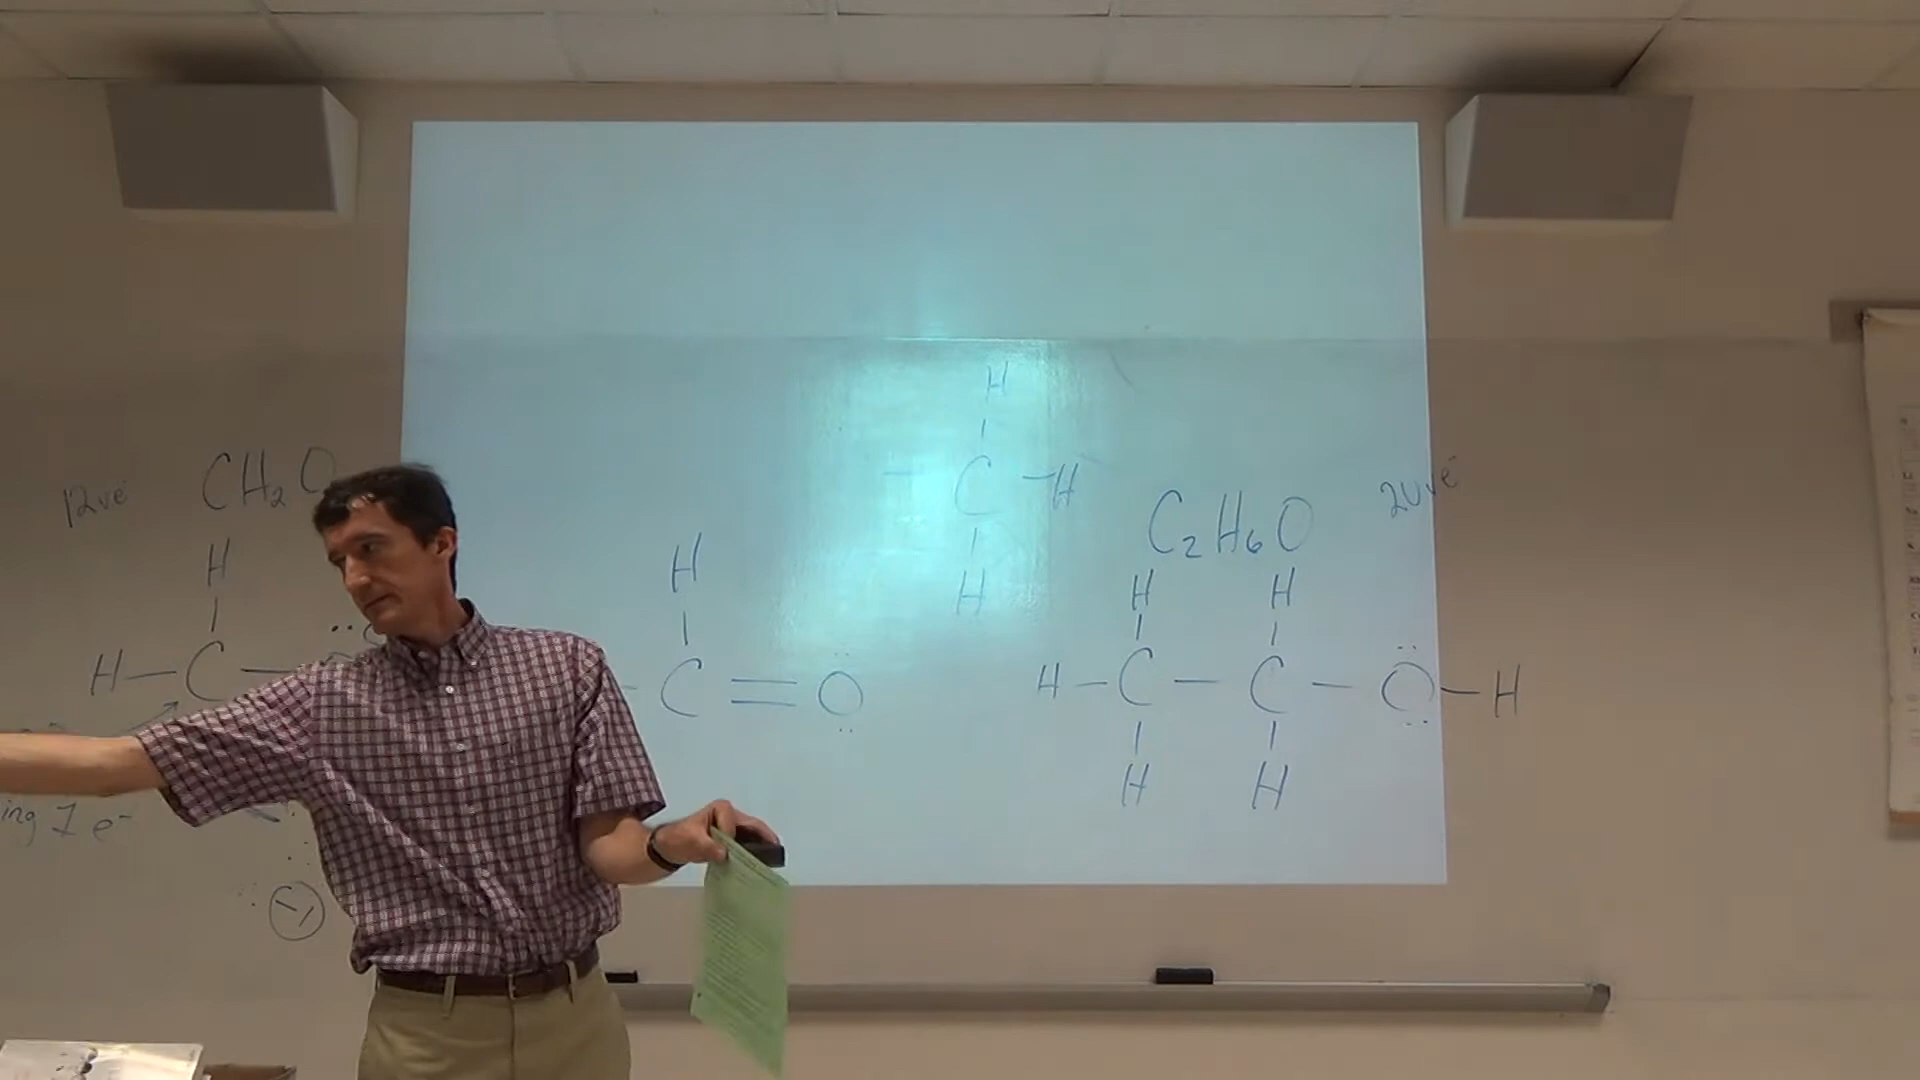 12ve⁻ CH₂O
H
|
H — C —
ing 1 e⁻
(-)
H
|
C = O
H
|
— C — H
|
H
C₂H₆O 20ve⁻
H H
| |
H — C — C — O — H
| |
H H